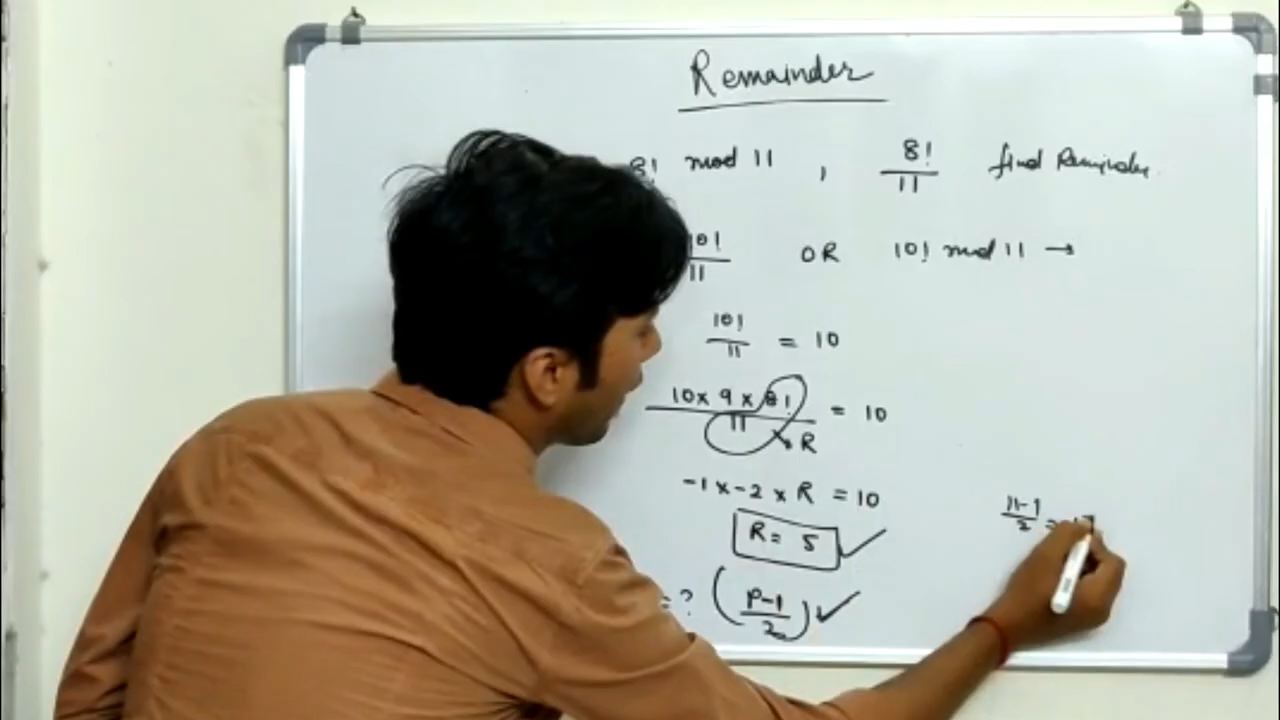 Remainder
8! mod 11 , 8!/11 find Reminder
10!/11 OR 10! mod 11 →
10!/11 = 10
10 x 9 x 8!/11 = 10
R
-1 x -2 x R = 10
R = 5 ✓
= ? (P-1/2) ✓
11-1/2 =